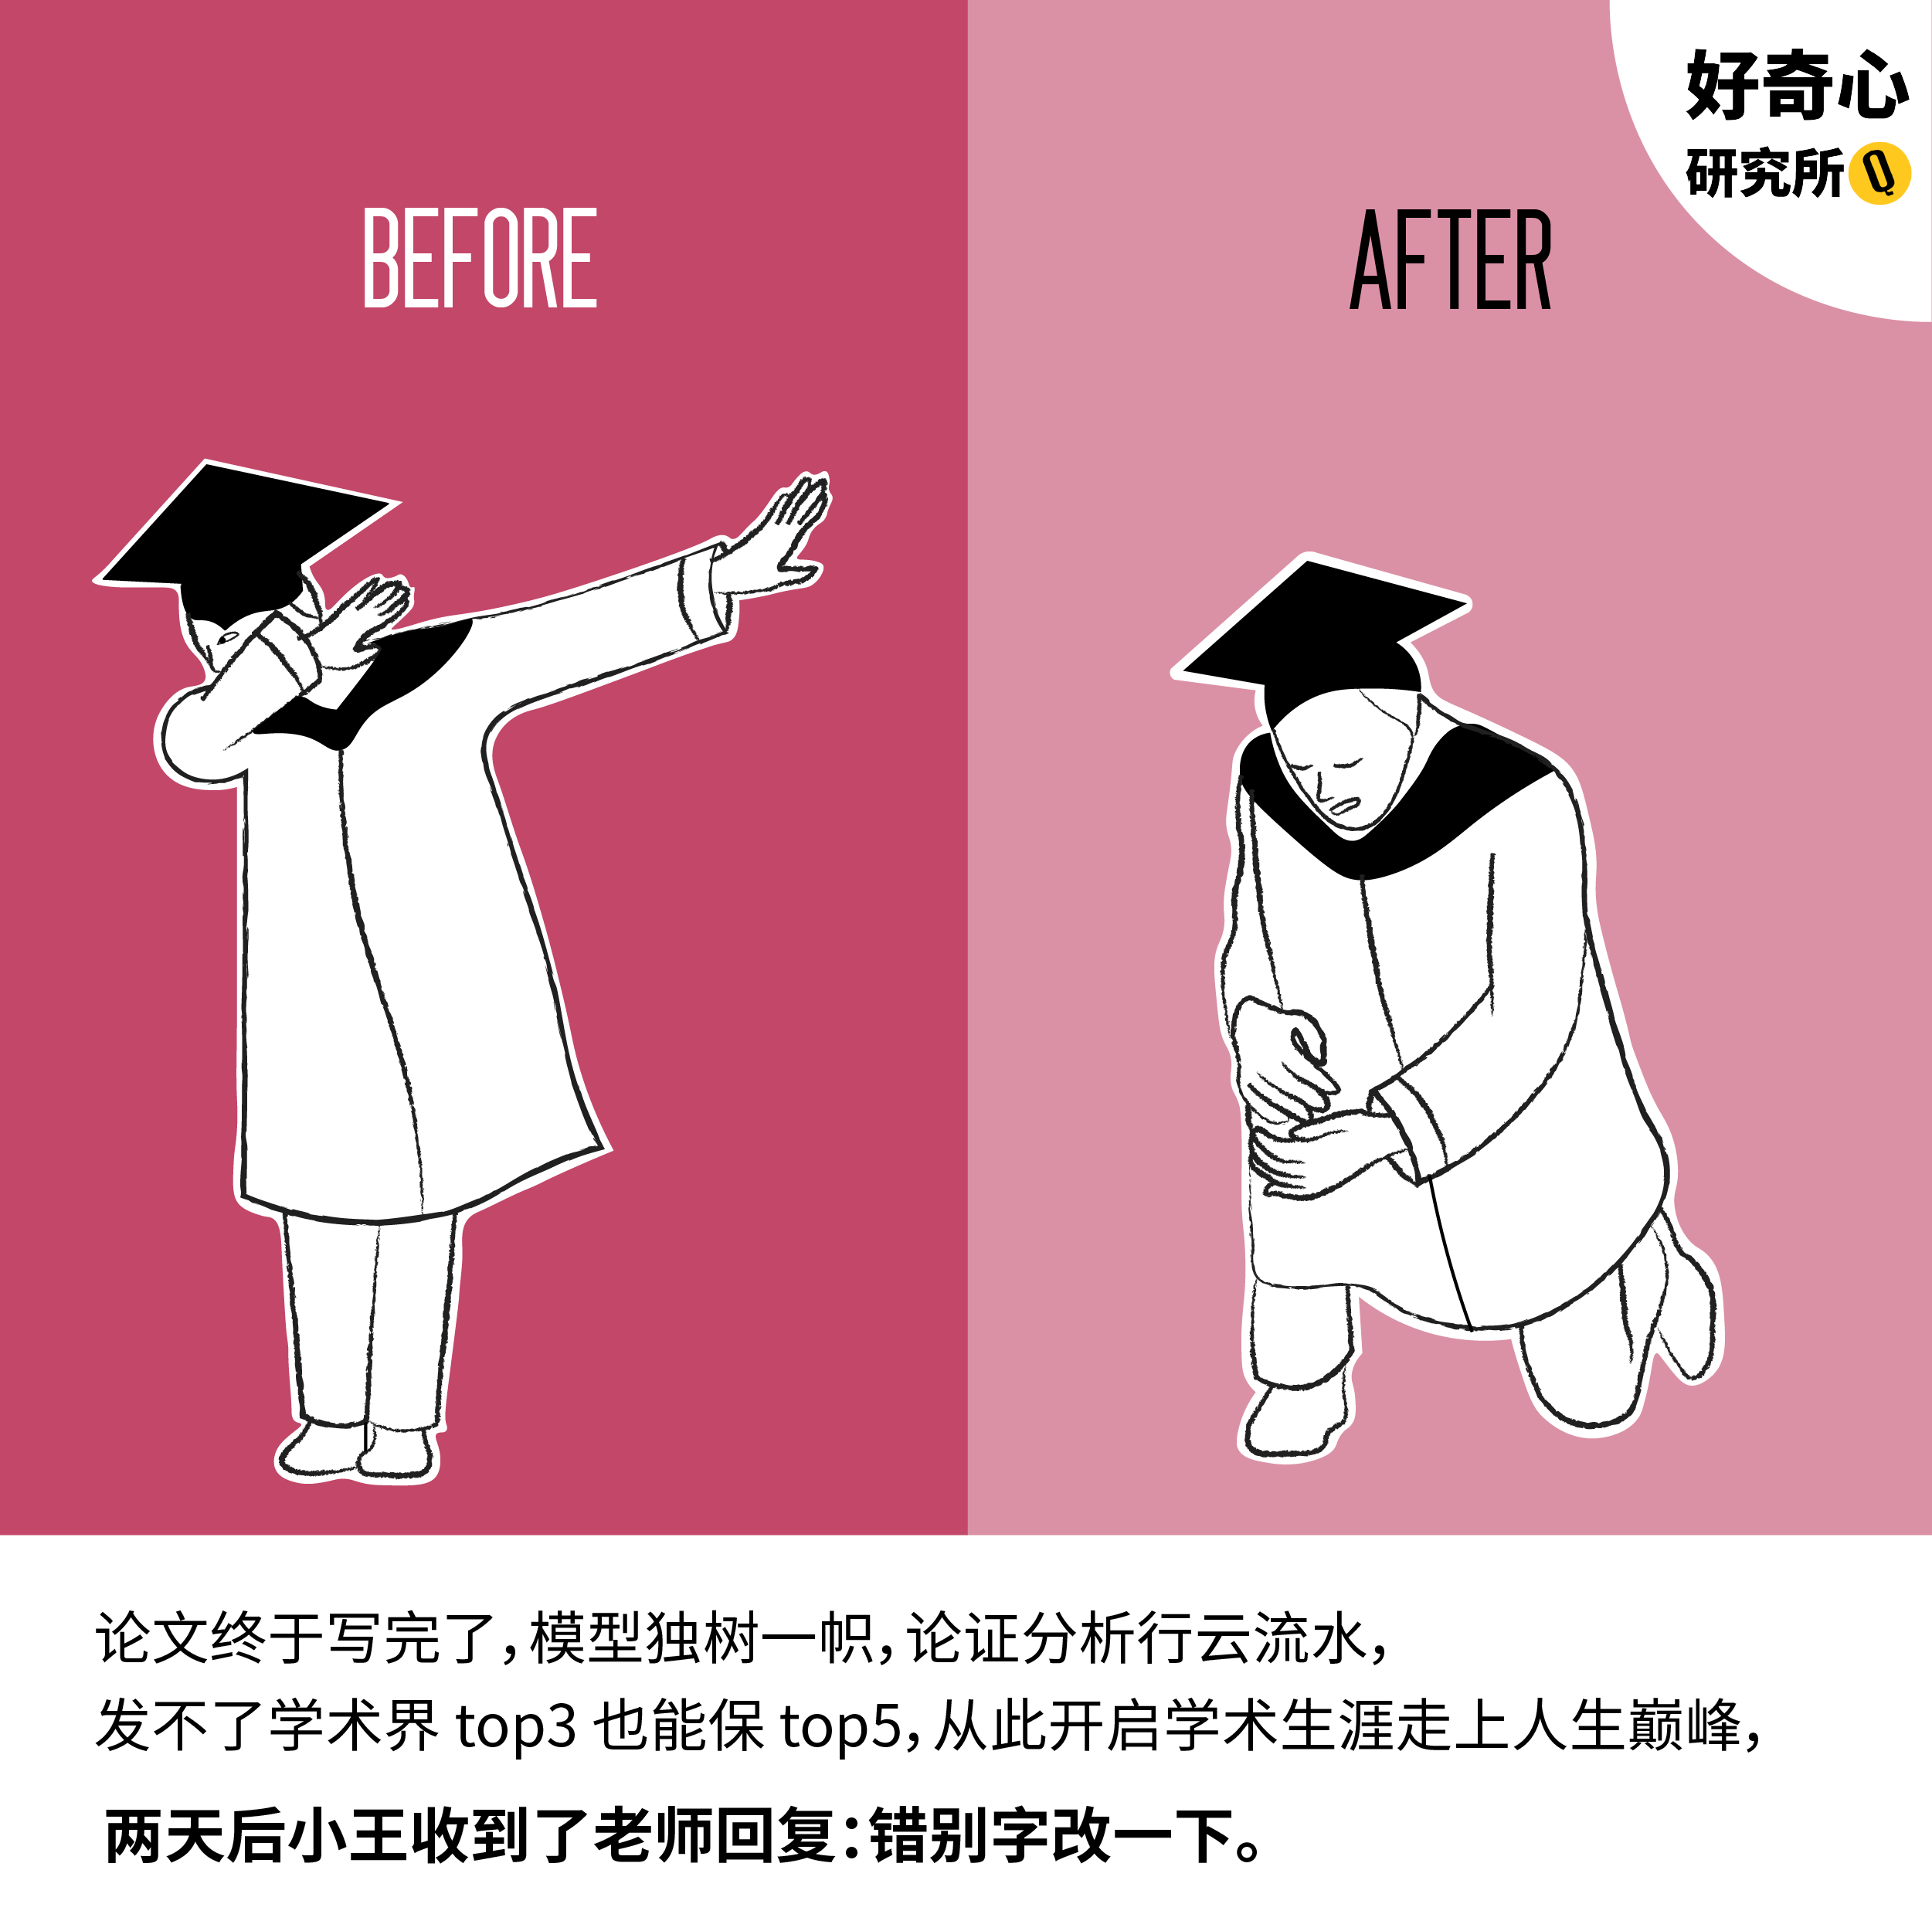 好奇心
研究所Q
BEFORE
AFTER
论文终于写完了,模型独树一帜,论证分析行云流水,
发不了学术界 top3 也能保 top5,从此开启学术生涯走上人生巅峰,
两天后小王收到了老师回复:错别字改一下。